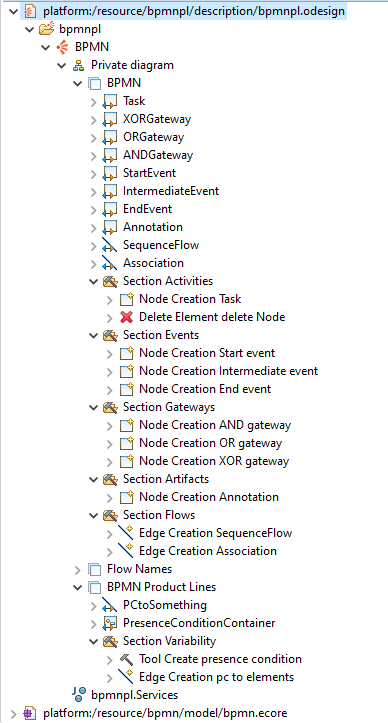 platform:/resource/bpmnpl/description/bpmnpl.odesign
bpmnpl
BPMN
Private diagram
BPMN
Task
XORGateway
ORGateway
ANDGateway
StartEvent
IntermediateEvent
EndEvent
Annotation
SequenceFlow
Association
Section Activities
Node Creation Task
Delete Element delete Node
Section Events
Node Creation Start event
Node Creation Intermediate event
Node Creation End event
Section Gateways
Node Creation AND gateway
Node Creation OR gateway
Node Creation XOR gateway
Section Artifacts
Node Creation Annotation
Section Flows
Edge Creation SequenceFlow
Edge Creation Association
Flow Names
BPMN Product Lines
PCtoSomething
PresenceConditionContainer
Section Variability
Tool Create presence condition
Edge Creation pc to elements
bpmnpl.Services
platform:/resource/bpmn/model/bpmn.ecore